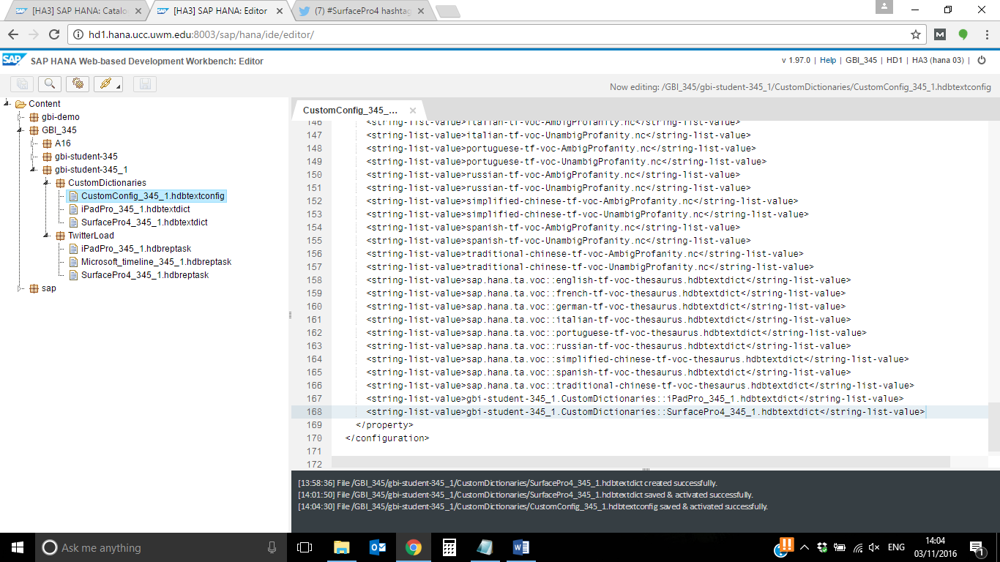 [HA3] SAP HANA: Catalo
[HA3] SAP HANA: Editor
(7) #SurfacePro4 hashtag
hd1.hana.ucc.uwm.edu:8003/sap/hana/ide/editor/
M
SAP
SAP HANA Web-based Development Workbench: Editor
v 1.97.0 | Help | GBI_345 | HD1 | HA3 (hana 03) |
Now editing: /GBI_345/gbi-student-345_1/CustomDictionaries/CustomConfig_345_1.hdbtextconfig
Content
gbi-demo
GBI_345
A16
gbi-student-345
gbi-student-345_1
CustomDictionaries
CustomConfig_345_1.hdbtextconfig
iPadPro_345_1.hdbtextdict
SurfacePro4_345_1.hdbtextdict
TwitterLoad
iPadPro_345_1.hdbreptask
Microsoft_timeline_345_1.hdbreptask
SurfacePro4_345_1.hdbreptask
sap
CustomConfig_345_...
146 <string-list-value>italian-tf-voc-AmbigProfanity.nc</string-list-value>
147 <string-list-value>italian-tf-voc-UnambigProfanity.nc</string-list-value>
148 <string-list-value>portuguese-tf-voc-AmbigProfanity.nc</string-list-value>
149 <string-list-value>portuguese-tf-voc-UnambigProfanity.nc</string-list-value>
150 <string-list-value>russian-tf-voc-AmbigProfanity.nc</string-list-value>
151 <string-list-value>russian-tf-voc-UnambigProfanity.nc</string-list-value>
152 <string-list-value>simplified-chinese-tf-voc-AmbigProfanity.nc</string-list-value>
153 <string-list-value>simplified-chinese-tf-voc-UnambigProfanity.nc</string-list-value>
154 <string-list-value>spanish-tf-voc-AmbigProfanity.nc</string-list-value>
155 <string-list-value>spanish-tf-voc-UnambigProfanity.nc</string-list-value>
156 <string-list-value>traditional-chinese-tf-voc-AmbigProfanity.nc</string-list-value>
157 <string-list-value>traditional-chinese-tf-voc-UnambigProfanity.nc</string-list-value>
158 <string-list-value>sap.hana.ta.voc::english-tf-voc-thesaurus.hdbtextdict</string-list-value>
159 <string-list-value>sap.hana.ta.voc::french-tf-voc-thesaurus.hdbtextdict</string-list-value>
160 <string-list-value>sap.hana.ta.voc::german-tf-voc-thesaurus.hdbtextdict</string-list-value>
161 <string-list-value>sap.hana.ta.voc::italian-tf-voc-thesaurus.hdbtextdict</string-list-value>
162 <string-list-value>sap.hana.ta.voc::portuguese-tf-voc-thesaurus.hdbtextdict</string-list-value>
163 <string-list-value>sap.hana.ta.voc::russian-tf-voc-thesaurus.hdbtextdict</string-list-value>
164 <string-list-value>sap.hana.ta.voc::simplified-chinese-tf-voc-thesaurus.hdbtextdict</string-list-value>
165 <string-list-value>sap.hana.ta.voc::spanish-tf-voc-thesaurus.hdbtextdict</string-list-value>
166 <string-list-value>sap.hana.ta.voc::traditional-chinese-tf-voc-thesaurus.hdbtextdict</string-list-value>
167 <string-list-value>gbi-student-345_1.CustomDictionaries::iPadPro_345_1.hdbtextdict</string-list-value>
168 <string-list-value>gbi-student-345_1.CustomDictionaries::SurfacePro4_345_1.hdbtextdict</string-list-value>
169 </property>
170 </configuration>
171
172
[13:58:36] File /GBI_345/gbi-student-345_1/CustomDictionaries/SurfacePro4_345_1.hdbtextdict created successfully.
[14:01:50] File /GBI_345/gbi-student-345_1/CustomDictionaries/SurfacePro4_345_1.hdbtextdict saved & activated successfully.
[14:04:30] File /GBI_345/gbi-student-345_1/CustomDictionaries/CustomConfig_345_1.hdbtextconfig saved & activated successfully.
Ask me anything
ENG
14:04
03/11/2016
1